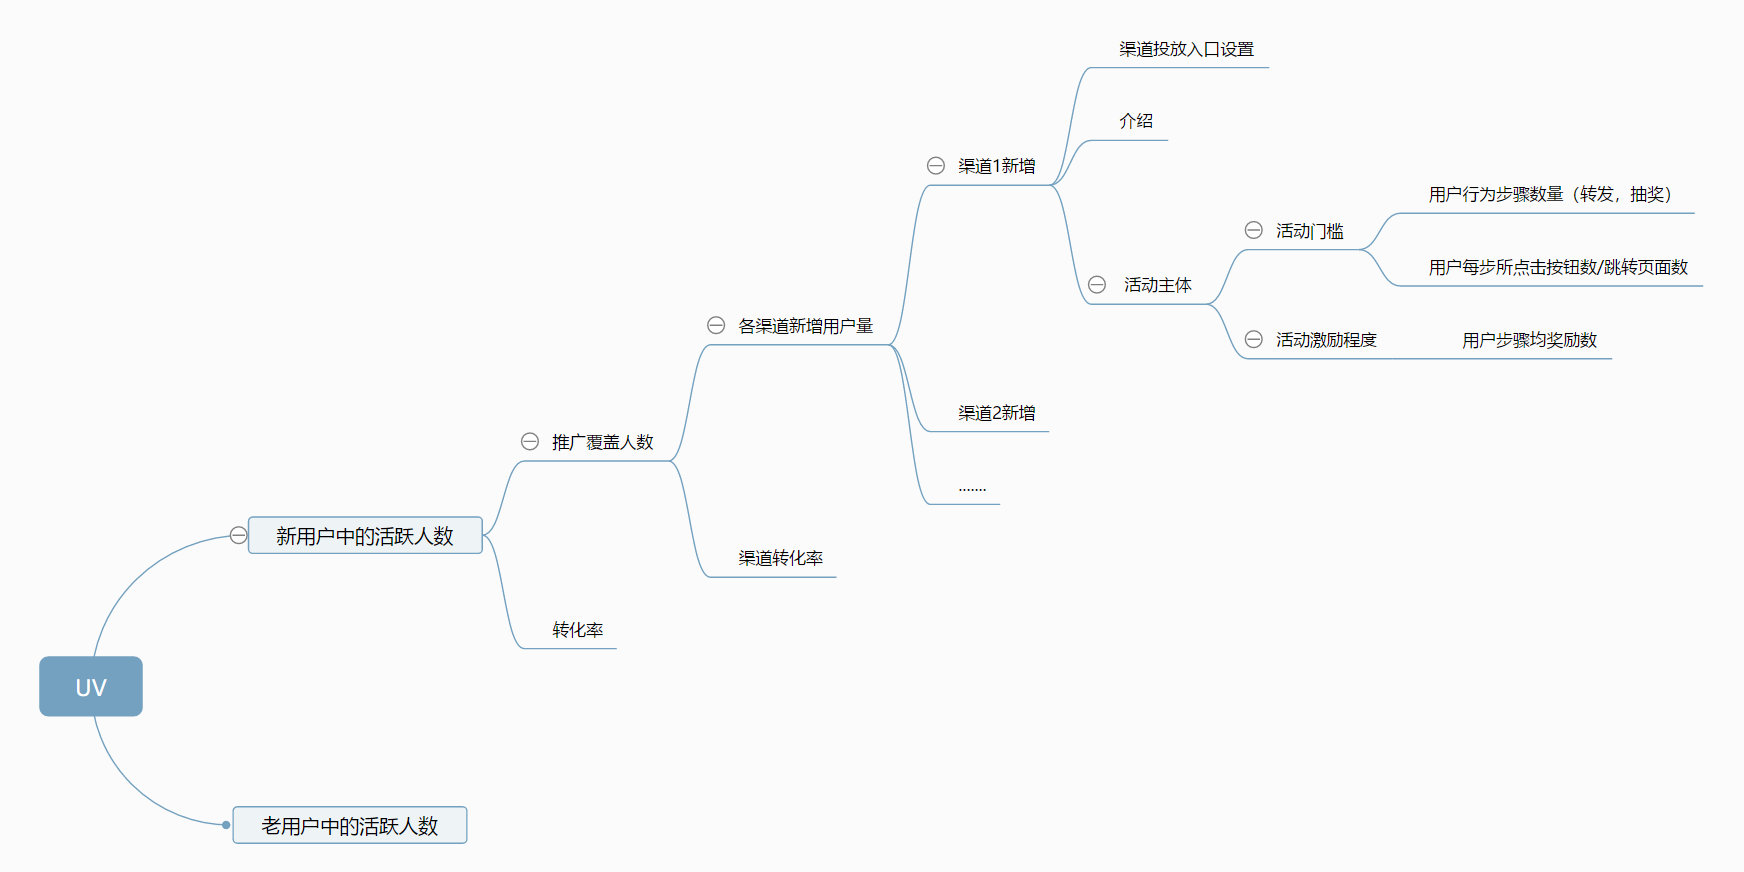 UV
新用户中的活跃人数
推广覆盖人数
各渠道新增用户量
渠道1新增
渠道投放入口设置
介绍
活动主体
活动门槛
用户行为步骤数量（转发，抽奖）
用户每步所点击按钮数/跳转页面数
活动激励程度
用户步骤均奖励数
渠道2新增
.......
渠道转化率
转化率
老用户中的活跃人数